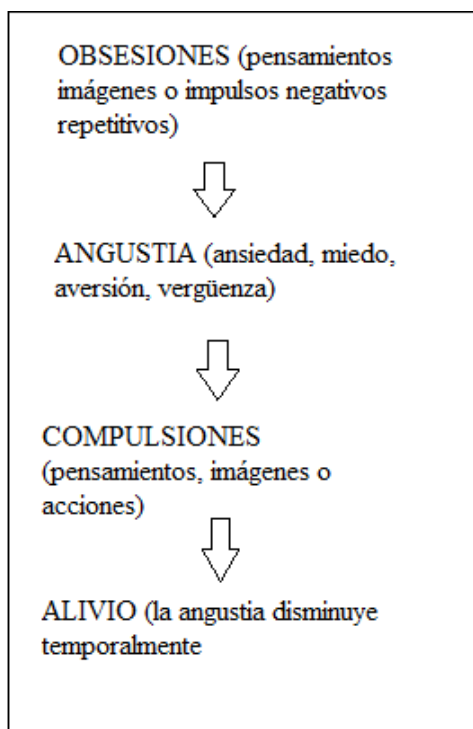 OBSESIONES (pensamientos
imágenes o impulsos negativos
repetitivos)
ANGUSTIA (ansiedad, miedo,
aversión, vergüenza)
COMPULSIONES
(pensamientos, imágenes o
acciones)
ALIVIO (la angustia disminuye
temporalmente